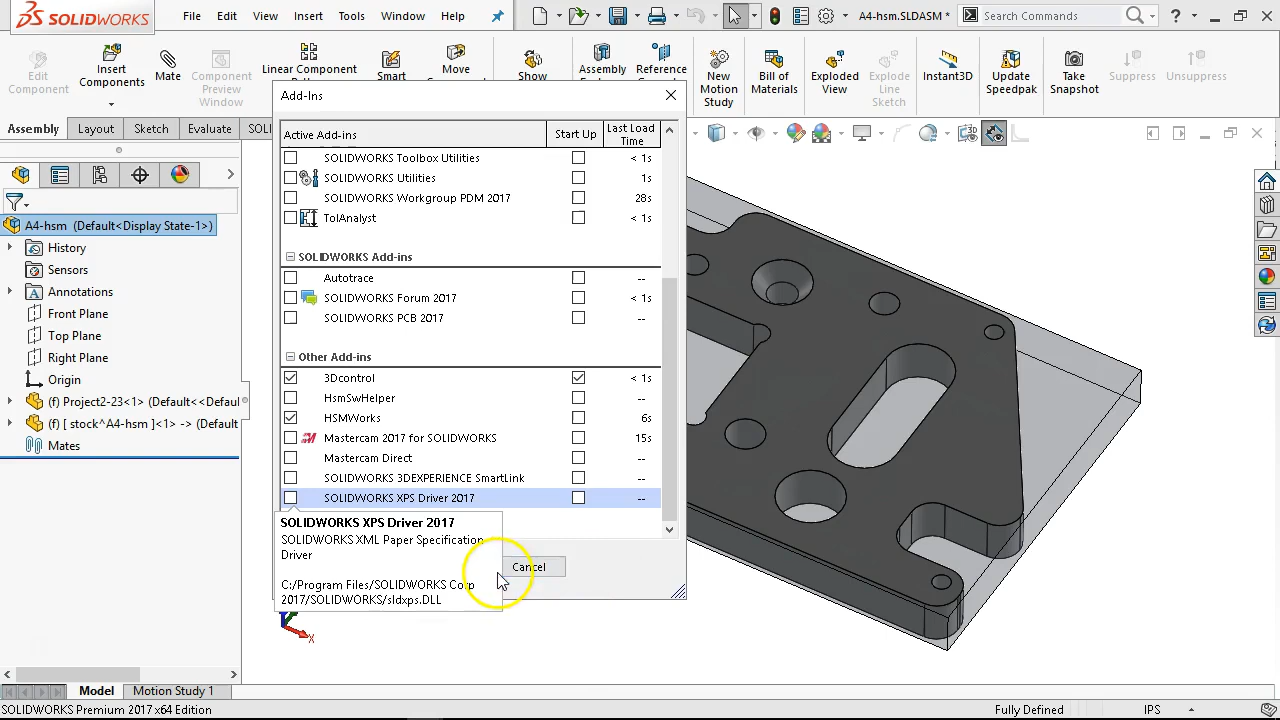 SOLIDWORKS
File Edit View Insert Tools Window Help
A4-hsm.SLDASM *
Search Commands
Edit Component
Insert Components
Mate
Component Preview Window
Linear Component
Smart
Move
Show
Assembly
Reference
New Motion Study
Bill of Materials
Exploded View
Explode Line Sketch
Instant3D
Update Speedpak
Take Snapshot
Suppress
Unsuppress
Assembly Layout Sketch Evaluate SOLI
A4-hsm (Default<Display State-1>)
History
Sensors
Annotations
Front Plane
Top Plane
Right Plane
Origin
(f) Project2-23<1> (Default<<Defaul
(f) [ stock^A4-hsm ]<1> -> (Default
Mates
Add-Ins
Active Add-ins Start Up Last Load Time
SOLIDWORKS Toolbox Utilities < 1s
SOLIDWORKS Utilities 1s
SOLIDWORKS Workgroup PDM 2017 28s
TolAnalyst < 1s
SOLIDWORKS Add-ins
Autotrace --
SOLIDWORKS Forum 2017 < 1s
SOLIDWORKS PCB 2017 --
Other Add-ins
3Dcontrol < 1s
HsmSwHelper --
HSMWorks 6s
Mastercam 2017 for SOLIDWORKS 15s
Mastercam Direct --
SOLIDWORKS 3DEXPERIENCE SmartLink --
SOLIDWORKS XPS Driver 2017 --
SOLIDWORKS XPS Driver 2017
SOLIDWORKS XML Paper Specification
Driver
C:/Program Files/SOLIDWORKS Corp
2017/SOLIDWORKS/sldxps.DLL
Cancel
X
Model Motion Study 1
SOLIDWORKS Premium 2017 x64 Edition
Fully Defined IPS